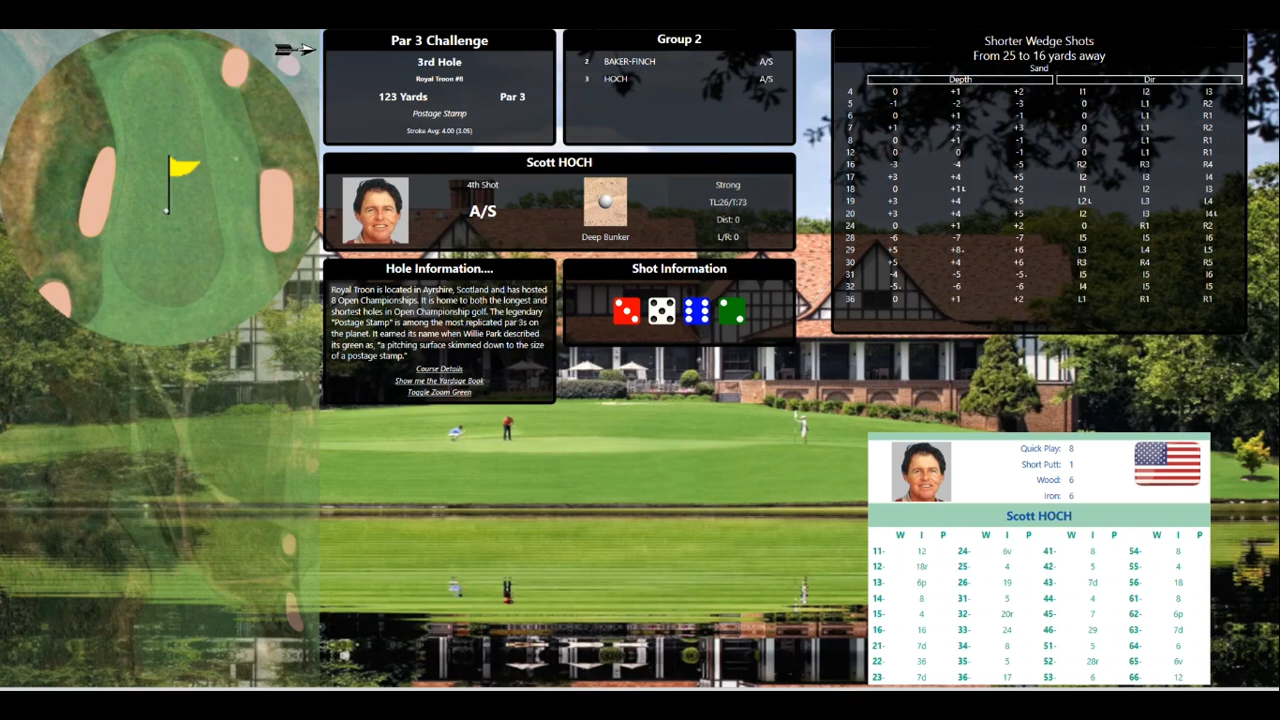 Par 3 Challenge
3rd Hole
Royal Troon #8
123 Yards Par 3
Postage Stamp
Stroke Avg: 4.00 (3.05)
Group 2
2 BAKER-FINCH A/S
3 HOCH A/S
Scott HOCH
4th Shot
A/S
Deep Bunker
Strong
TL:26/T:73
Dist: 0
L/R: 0
Hole Information....
Royal Troon is located in Ayrshire, Scotland and has hosted
8 Open Championships. It is home to both the longest and
shortest holes in Open Championship golf. The legendary
"Postage Stamp" is among the most replicated par 3s on
the planet. It earned its name when Willie Park described
its green as, "a pitching surface skimmed down to the size
of a postage stamp."
Course Details
Show me the Yardage Book
Toggle Zoom Green
Shot Information
Shorter Wedge Shots
From 25 to 16 yards away
Sand
Depth Dir
4 0 +1 +2 I1 I2 I3
5 -1 -2 -3 0 L1 R2
6 0 +1 -1 0 L1 R1
7 +1 +2 +3 0 L1 R2
8 0 +1 -1 0 L1 R1
12 0 0 -1 0 L1 R1
16 -3 -4 -5 R2 R3 R4
17 +3 +4 +5 I1 I2 I3
18 0 +1L +2 I1 I2 I3
19 +3 +4 +5 L2L L3 L4
20 +3 +4 +5 I2 I3 I4L
24 0 +1 +2 0 R1 R2
28 -6 -7 -7 I5 I5 I6
29 +5 +8. +6 L3 L4 L5
30 +5 +4 +6 R3 R4 R5
31 -4 -5 -5. I5 I5 I6
32 -5. -6 -6 I4 I5 I6
36 0 +1 +2 L1 R1 R1
Quick Play: 8
Short Putt: 1
Wood: 6
Iron: 6
Scott HOCH
W I P W I P W I P W I P
11- 12 24- 6v 41- 8 54- 8
12- 18r 25- 4 42- 5 55- 4
13- 6p 26- 19 43- 7d 56- 18
14- 8 31- 5 44- 4 61- 8
15- 4 32- 20r 45- 7 62- 6p
16- 16 33- 24 46- 29 63- 7d
21- 7d 34- 8 51- 5 64- 6
22- 36 35- 5 52- 28r 65- 6v
23- 7d 36- 17 53- 6 66- 12